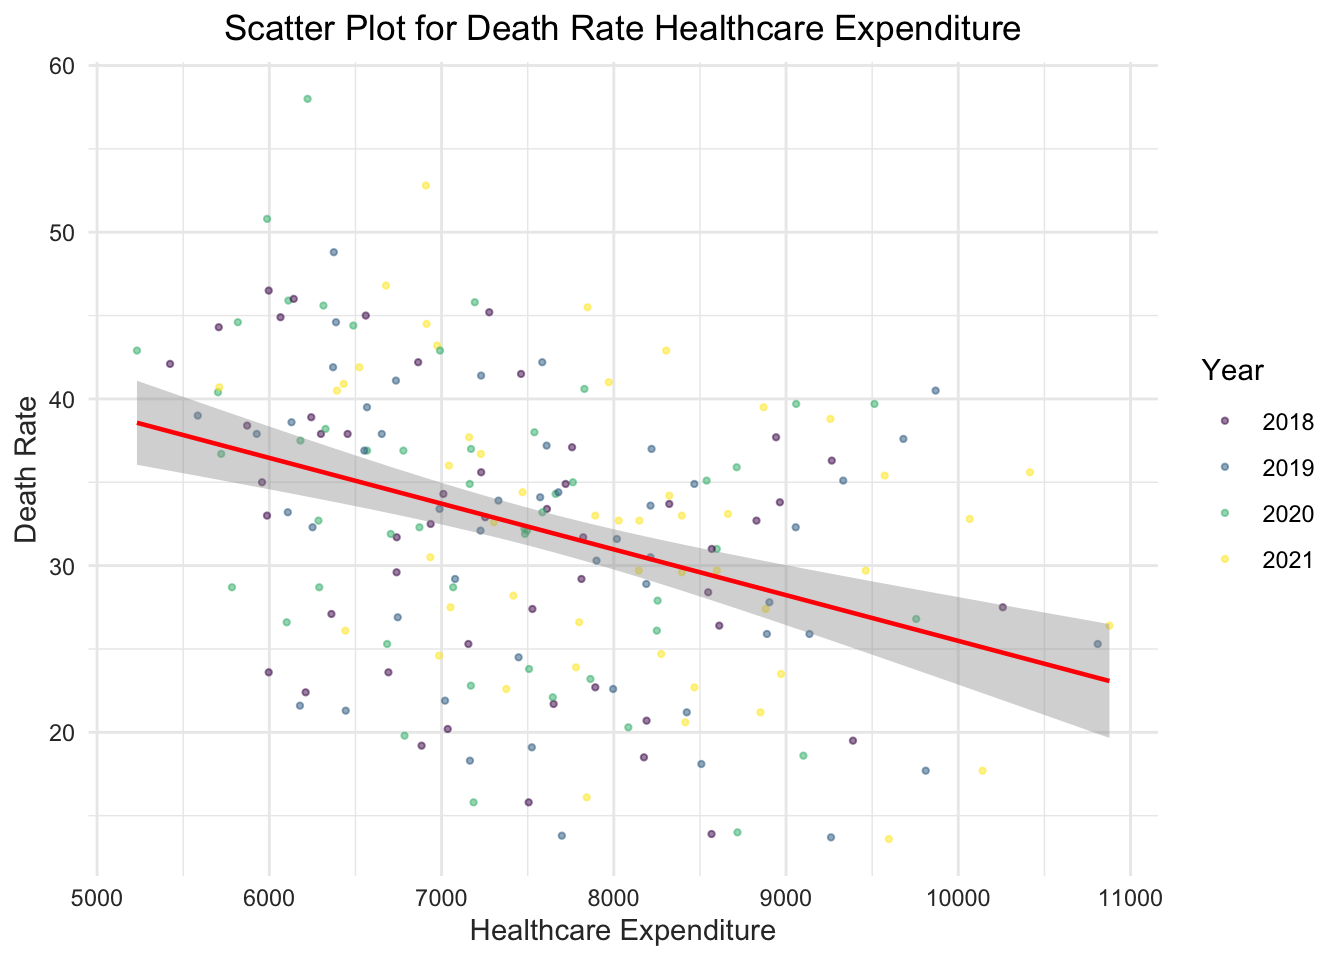 Scatter Plot for Death Rate Healthcare Expenditure
60
50
40
30
20
Death Rate
5000 6000 7000 8000 9000 10000 11000
Healthcare Expenditure
Year
2018
2019
2020
2021